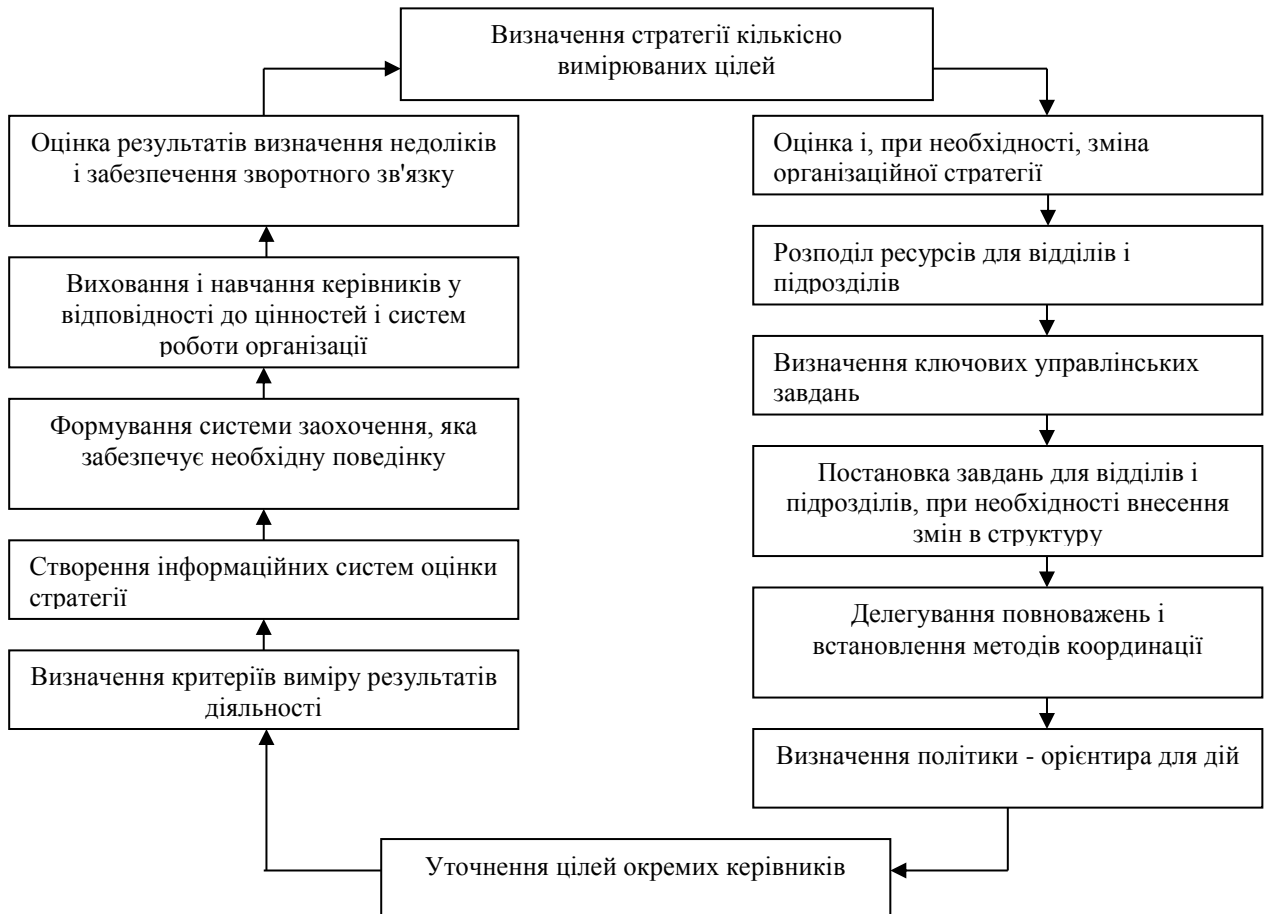 Визначення стратегії кількісно
вимірюваних цілей
Оцінка результатів визначення недоліків
і забезпечення зворотного зв'язку
Виховання і навчання керівників у
відповідності до цінностей і систем
роботи організації
Формування системи заохочення, яка
забезпечує необхідну поведінку
Створення інформаційних систем оцінки
стратегії
Визначення критеріїв виміру результатів
діяльності
Оцінка і, при необхідності, зміна
організаційної стратегії
Розподіл ресурсів для відділів і
підрозділів
Визначення ключових управлінських
завдань
Постановка завдань для відділів і
підрозділів, при необхідності внесення
змін в структуру
Делегування повноважень і
встановлення методів координації
Визначення політики - орієнтира для дій
Уточнення цілей окремих керівників